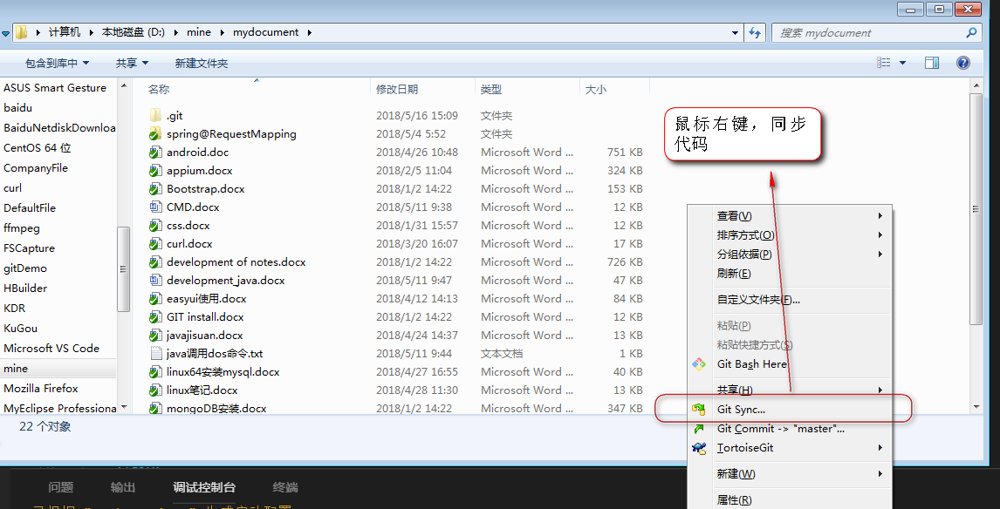 计算机 本地磁盘 (D:) mine mydocument 搜索 mydocument
包含到库中 共享 新建文件夹
名称 修改日期 类型 大小
ASUS Smart Gesture
baidu
BaiduNetdiskDownloa
CentOS 64 位
CompanyFile
curl
DefaultFile
ffmpeg
FSCapture
gitDemo
HBuilder
KDR
KuGou
Microsoft VS Code
mine
Mozilla Firefox
MyEclipse Professiona
.git 2018/5/16 15:09 文件夹
spring@RequestMapping 2018/5/4 5:52 文件夹
android.doc 2018/4/26 10:48 Microsoft Word ... 751 KB
appium.docx 2018/2/5 11:04 Microsoft Word ... 324 KB
Bootstrap.docx 2018/1/2 14:22 Microsoft Word ... 153 KB
CMD.docx 2018/5/11 9:38 Microsoft Word ... 12 KB
css.docx 2018/1/31 15:57 Microsoft Word ... 12 KB
curl.docx 2018/3/20 16:07 Microsoft Word ... 17 KB
development of notes.docx 2018/1/2 14:22 Microsoft Word ... 726 KB
development_java.docx 2018/5/11 9:47 Microsoft Word ... 47 KB
easyui使用.docx 2018/4/12 14:13 Microsoft Word ... 84 KB
GIT install.docx 2018/1/2 14:22 Microsoft Word ... 12 KB
javajisuan.docx 2018/4/24 14:37 Microsoft Word ... 13 KB
java调用dos命令.txt 2018/5/11 9:44 文本文档 1 KB
linux64安装mysql.docx 2018/4/27 16:55 Microsoft Word ... 40 KB
linux笔记.docx 2018/4/28 11:30 Microsoft Word ... 13 KB
mongoDB安装.docx 2018/1/2 14:22 Microsoft Word ... 347 KB
鼠标右键，同步
代码
查看(V)
排序方式(O)
分组依据(P)
刷新(E)
自定义文件夹(F)...
粘贴(P)
粘贴快捷方式(S)
Git Bash Here
共享(H)
Git Sync...
Git Commit -> "master"...
TortoiseGit
新建(W)
属性(R)
22 个对象
问题 输出 调试控制台 终端